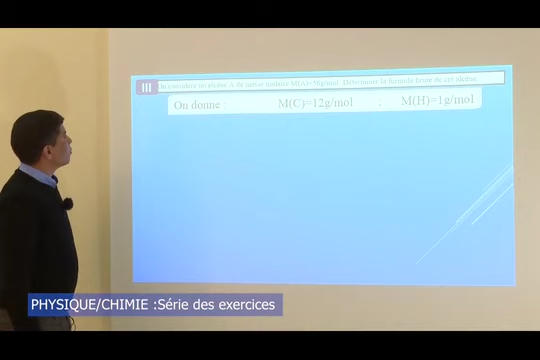 III
On considère un alcène A de masse molaire M(A)=56g/mol. Déterminer la formule brute de cet alcène.
On donne : M(C)=12g/mol ; M(H)=1g/mol
PHYSIQUE/CHIMIE :Série des exercices